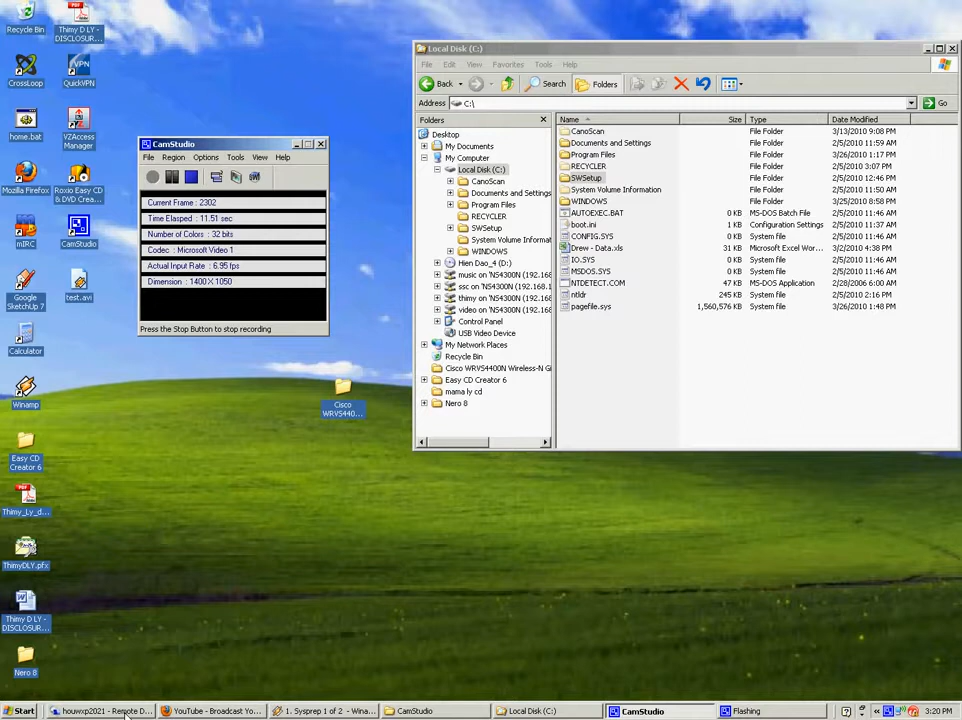 Recycle Bin
Thimy D LY - DISCLOSUR...
CrossLoop
QuickVPN
home.bat
VZAccess Manager
Mozilla Firefox
Roxio Easy CD & DVD Crea...
mIRC
CamStudio
Google SketchUp 7
test.avi
Calculator
Winamp
Easy CD Creator 6
Thimy_Ly_d...
ThimyDLY.pfx
Thimy D LY - DISCLOSUR...
Nero 8
Cisco WRVS440...
CamStudio
File Region Options Tools View Help
Current Frame : 2302
Time Elasped : 11.51 sec
Number of Colors : 32 bits
Codec : Microsoft Video 1
Actual Input Rate : 6.95 fps
Dimension : 1400 X 1050
Press the Stop Button to stop recording
Local Disk (C:)
File Edit View Favorites Tools Help
Back Search Folders
Address C:\ Go
Folders
Desktop
My Documents
My Computer
Local Disk (C:)
CanoScan
Documents and Settings
Program Files
RECYCLER
SWSetup
System Volume Informat
WINDOWS
Hien Dao_4 (D:)
music on 'NS4300N (192.168
ssc on 'NS4300N (192.168.1
thimy on 'NS4300N (192.168
video on 'NS4300N (192.168
Control Panel
USB Video Device
My Network Places
Recycle Bin
Cisco WRVS4400N Wireless-N Gi
Easy CD Creator 6
mama ly cd
Nero 8
Name Size Type Date Modified
CanoScan File Folder 3/13/2010 9:08 PM
Documents and Settings File Folder 2/5/2010 11:59 AM
Program Files File Folder 3/26/2010 1:17 PM
RECYCLER File Folder 2/5/2010 3:07 PM
SWSetup File Folder 2/5/2010 12:46 PM
System Volume Information File Folder 2/5/2010 11:50 AM
WINDOWS File Folder 3/13/2010 8:58 PM
AUTOEXEC.BAT 0 KB MS-DOS Batch File 2/5/2010 11:46 AM
boot.ini 1 KB Configuration Settings 2/5/2010 11:46 AM
CONFIG.SYS 0 KB System file 2/5/2010 11:46 AM
Drew - Data.xls 31 KB Microsoft Excel Wor... 3/2/2010 4:38 PM
IO.SYS 0 KB System file 2/5/2010 11:46 AM
MSDOS.SYS 0 KB System file 2/5/2010 11:46 AM
NTDETECT.COM 47 KB MS-DOS Application 2/28/2006 6:00 AM
ntldr 245 KB System file 2/5/2010 2:16 PM
pagefile.sys 1,560,576 KB System file 3/26/2010 1:48 PM
Start houwxp2021 - Remote D... YouTube - Broadcast Yo... 1. Sysprep 1 of 2 - Wina... CamStudio Local Disk (C:) CamStudio Flashing 3:20 PM